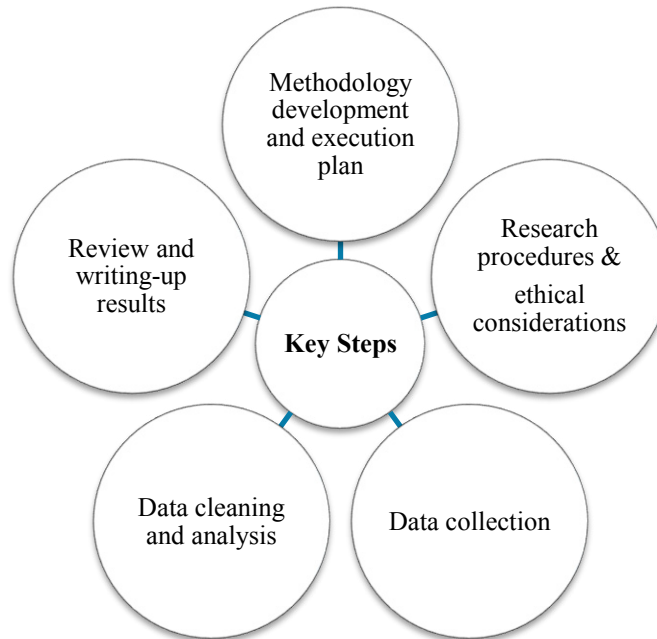 Methodology
development
and execution
plan
Research
procedures &
ethical
considerations
Data collection
Data cleaning
and analysis
Review and
writing-up
results
Key Steps